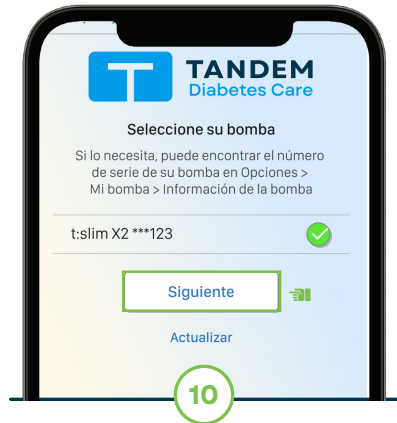 TANDEM
Diabetes Care
Seleccione su bomba
Si lo necesita, puede encontrar el número
de serie de su bomba en Opciones >
Mi bomba > Información de la bomba
t:slim X2 ***123
Siguiente
Actualizar
10